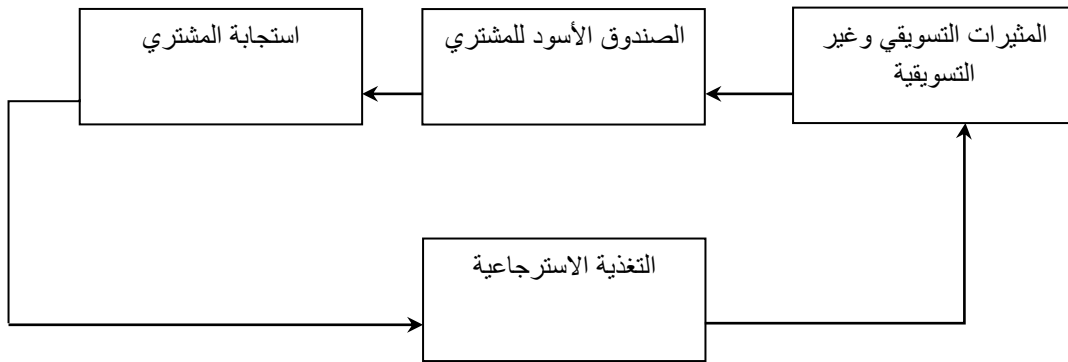 المثيرات التسويقي وغير
التسويقية
الصندوق الأسود للمشتري
استجابة المشتري
التغذية الاسترجاعية